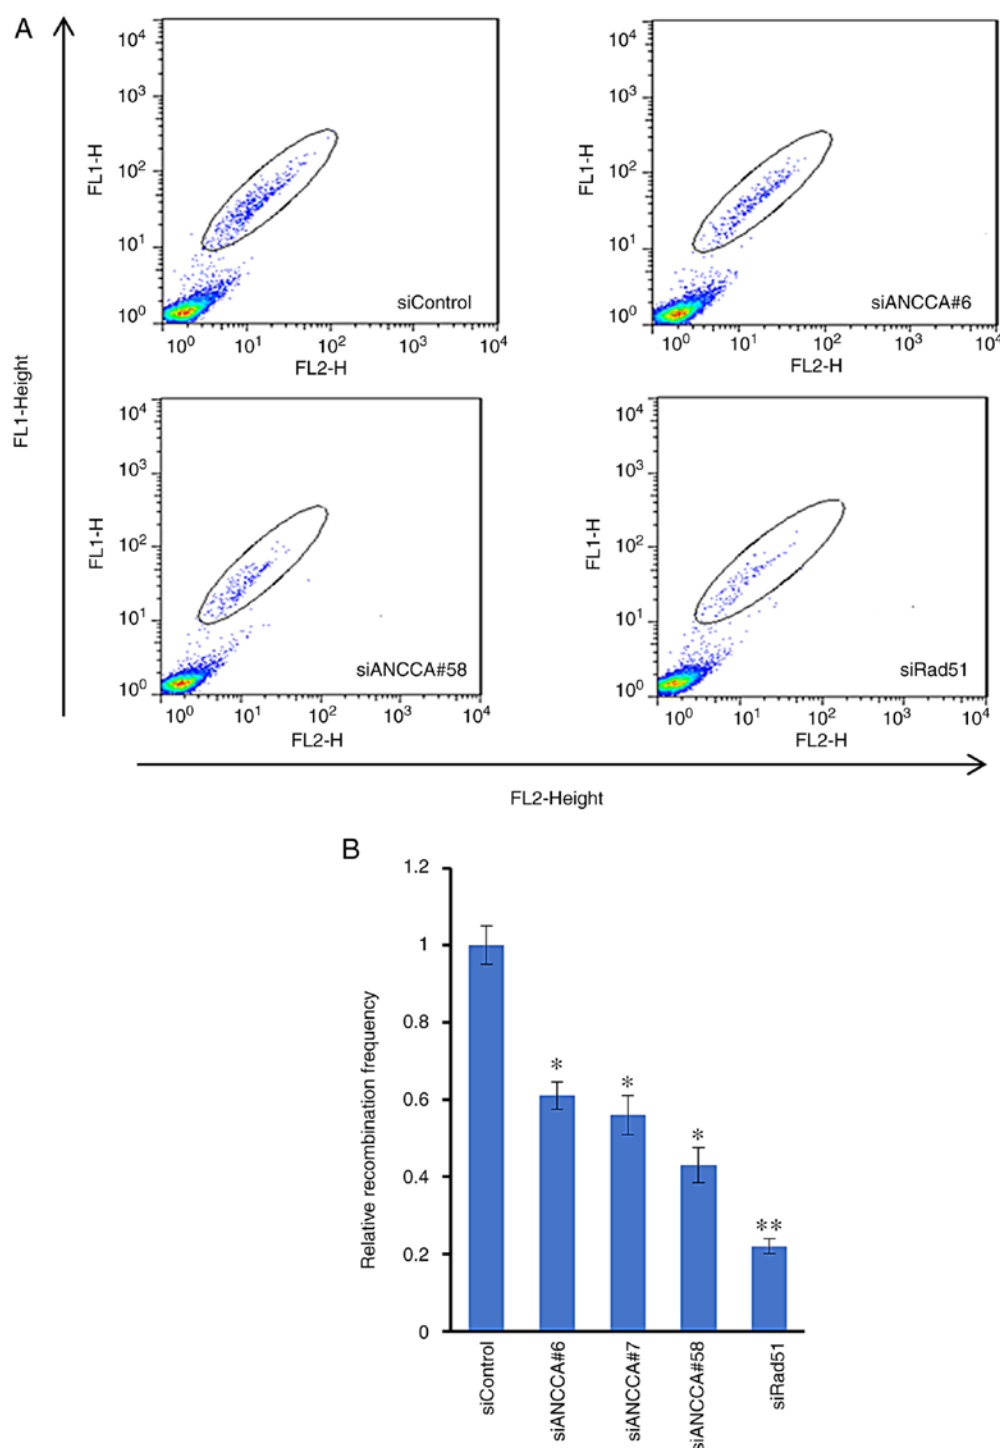 A
FL1-Height
10⁴
10³
10²
10¹
10⁰
FL1-H
siControl
10⁰ 10¹ 10² 10³ 10⁴
FL2-H
10⁴
10³
10²
10¹
10⁰
FL1-H
siANCCA#6
10⁰ 10¹ 10² 10³ 10⁴
FL2-H
10⁴
10³
10²
10¹
10⁰
FL1-H
siANCCA#58
10⁰ 10¹ 10² 10³ 10⁴
FL2-H
10⁴
10³
10²
10¹
10⁰
FL1-H
siRad51
10⁰ 10¹ 10² 10³ 10⁴
FL2-H
FL2-Height
B
Relative recombination frequency
1.2
1
0.8
0.6
0.4
0.2
0
*
*
*
**
siControl
siANCCA#6
siANCCA#7
siANCCA#58
siRad51